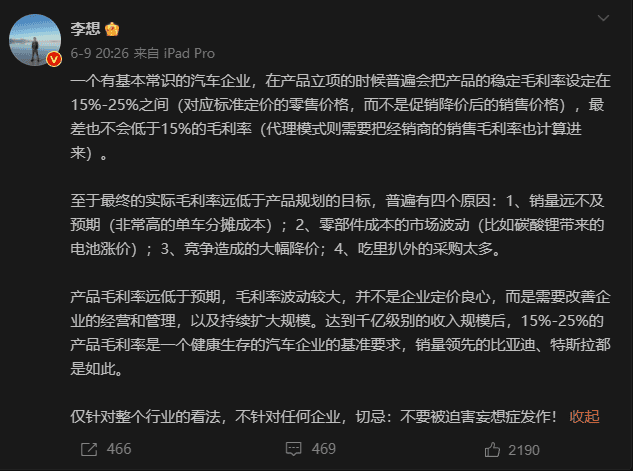 李想
6-9 20:26 来自 iPad Pro
一个有基本常识的汽车企业，在产品立项的时候普遍会把产品的稳定毛利率设定在
15%-25%之间（对应标准定价的零售价格，而不是促销降价后的销售价格），最
差也不会低于15%的毛利率（代理模式则需要把经销商的销售毛利率也计算进
来）。
至于最终的实际毛利率远低于产品规划的目标，普遍有四个原因：1、销量远不及
预期（非常高的单车分摊成本）；2、零部件成本的市场波动（比如碳酸锂带来的
电池涨价）；3、竞争造成的大幅降价；4、吃里扒外的采购太多。
产品毛利率远低于预期，毛利率波动较大，并不是企业定价良心，而是需要改善企
业的经营和管理，以及持续扩大规模。达到千亿级别的收入规模后，15%-25%的
产品毛利率是一个健康生存的汽车企业的基准要求，销量领先的比亚迪、特斯拉都
是如此。
仅针对整个行业的看法，不针对任何企业，切忌：不要被迫害妄想症发作！ 收起
466 469 2190